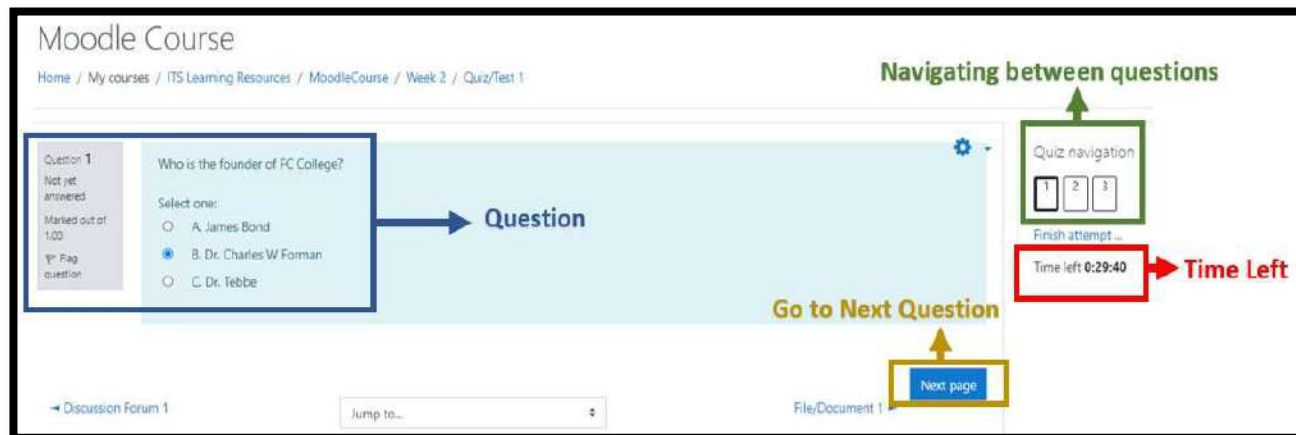 Moodle Course
Home / My courses / ITS Learning Resources / MoodleCourse / Week 2 / Quiz/Test 1
Navigating between questions
Question 1
Not yet
answered
Marked out of
1.00
Flag
question
Who is the founder of FC College?
Select one:
A. James Bond
B. Dr. Charles W Forman
C. Dr. Tebbe
Question
Quiz navigation
1 2 3
Finish attempt ...
Time left 0:29:40
Time Left
Go to Next Question
Next page
◄ Discussion Forum 1
Jump to...
File/Document 1 ►